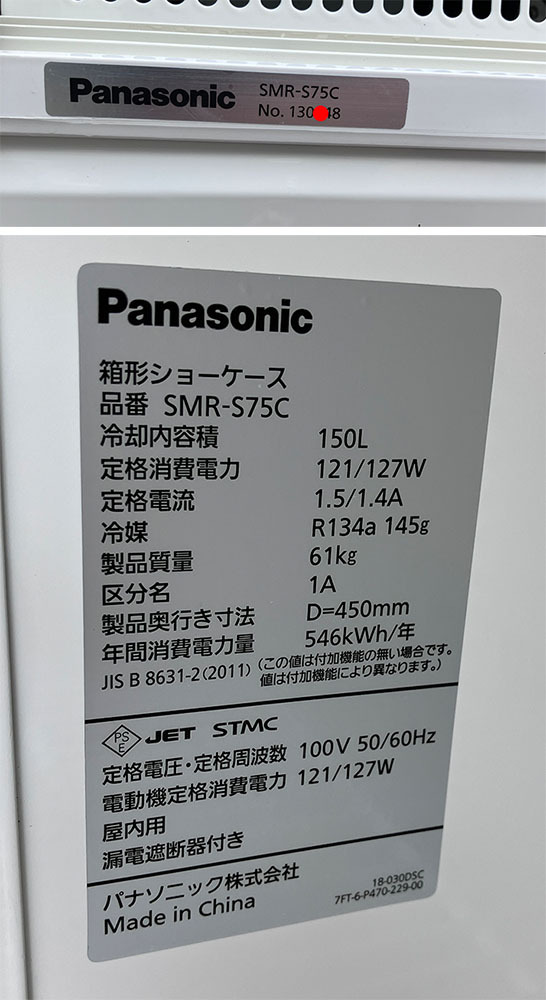 Panasonic
SMR-S75C
No. 130 48
Panasonic
箱形ショーケース
品番 SMR-S75C
冷却内容積 150L
定格消費電力 121/127W
定格電流 1.5/1.4A
冷媒 R134a 145g
製品質量 61kg
区分名 1A
製品奥行き寸法 D=450mm
年間消費電力量 546kWh/年
JIS B 8631-2(2011) (この値は付加機能の無い場合です。
値は付加機能により異なります。)
PS
E
JET STMC
定格電圧・定格周波数 100V 50/60Hz
電動機定格消費電力 121/127W
屋内用
漏電遮断器付き
パナソニック株式会社
Made in China
18-030DSC
7FT-6-P470-229-00